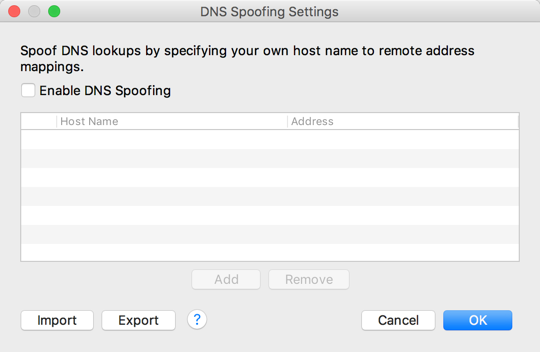 DNS Spoofing Settings
Spoof DNS lookups by specifying your own host name to remote address
mappings.
Enable DNS Spoofing
Host Name Address
Add Remove
Import Export ? Cancel OK